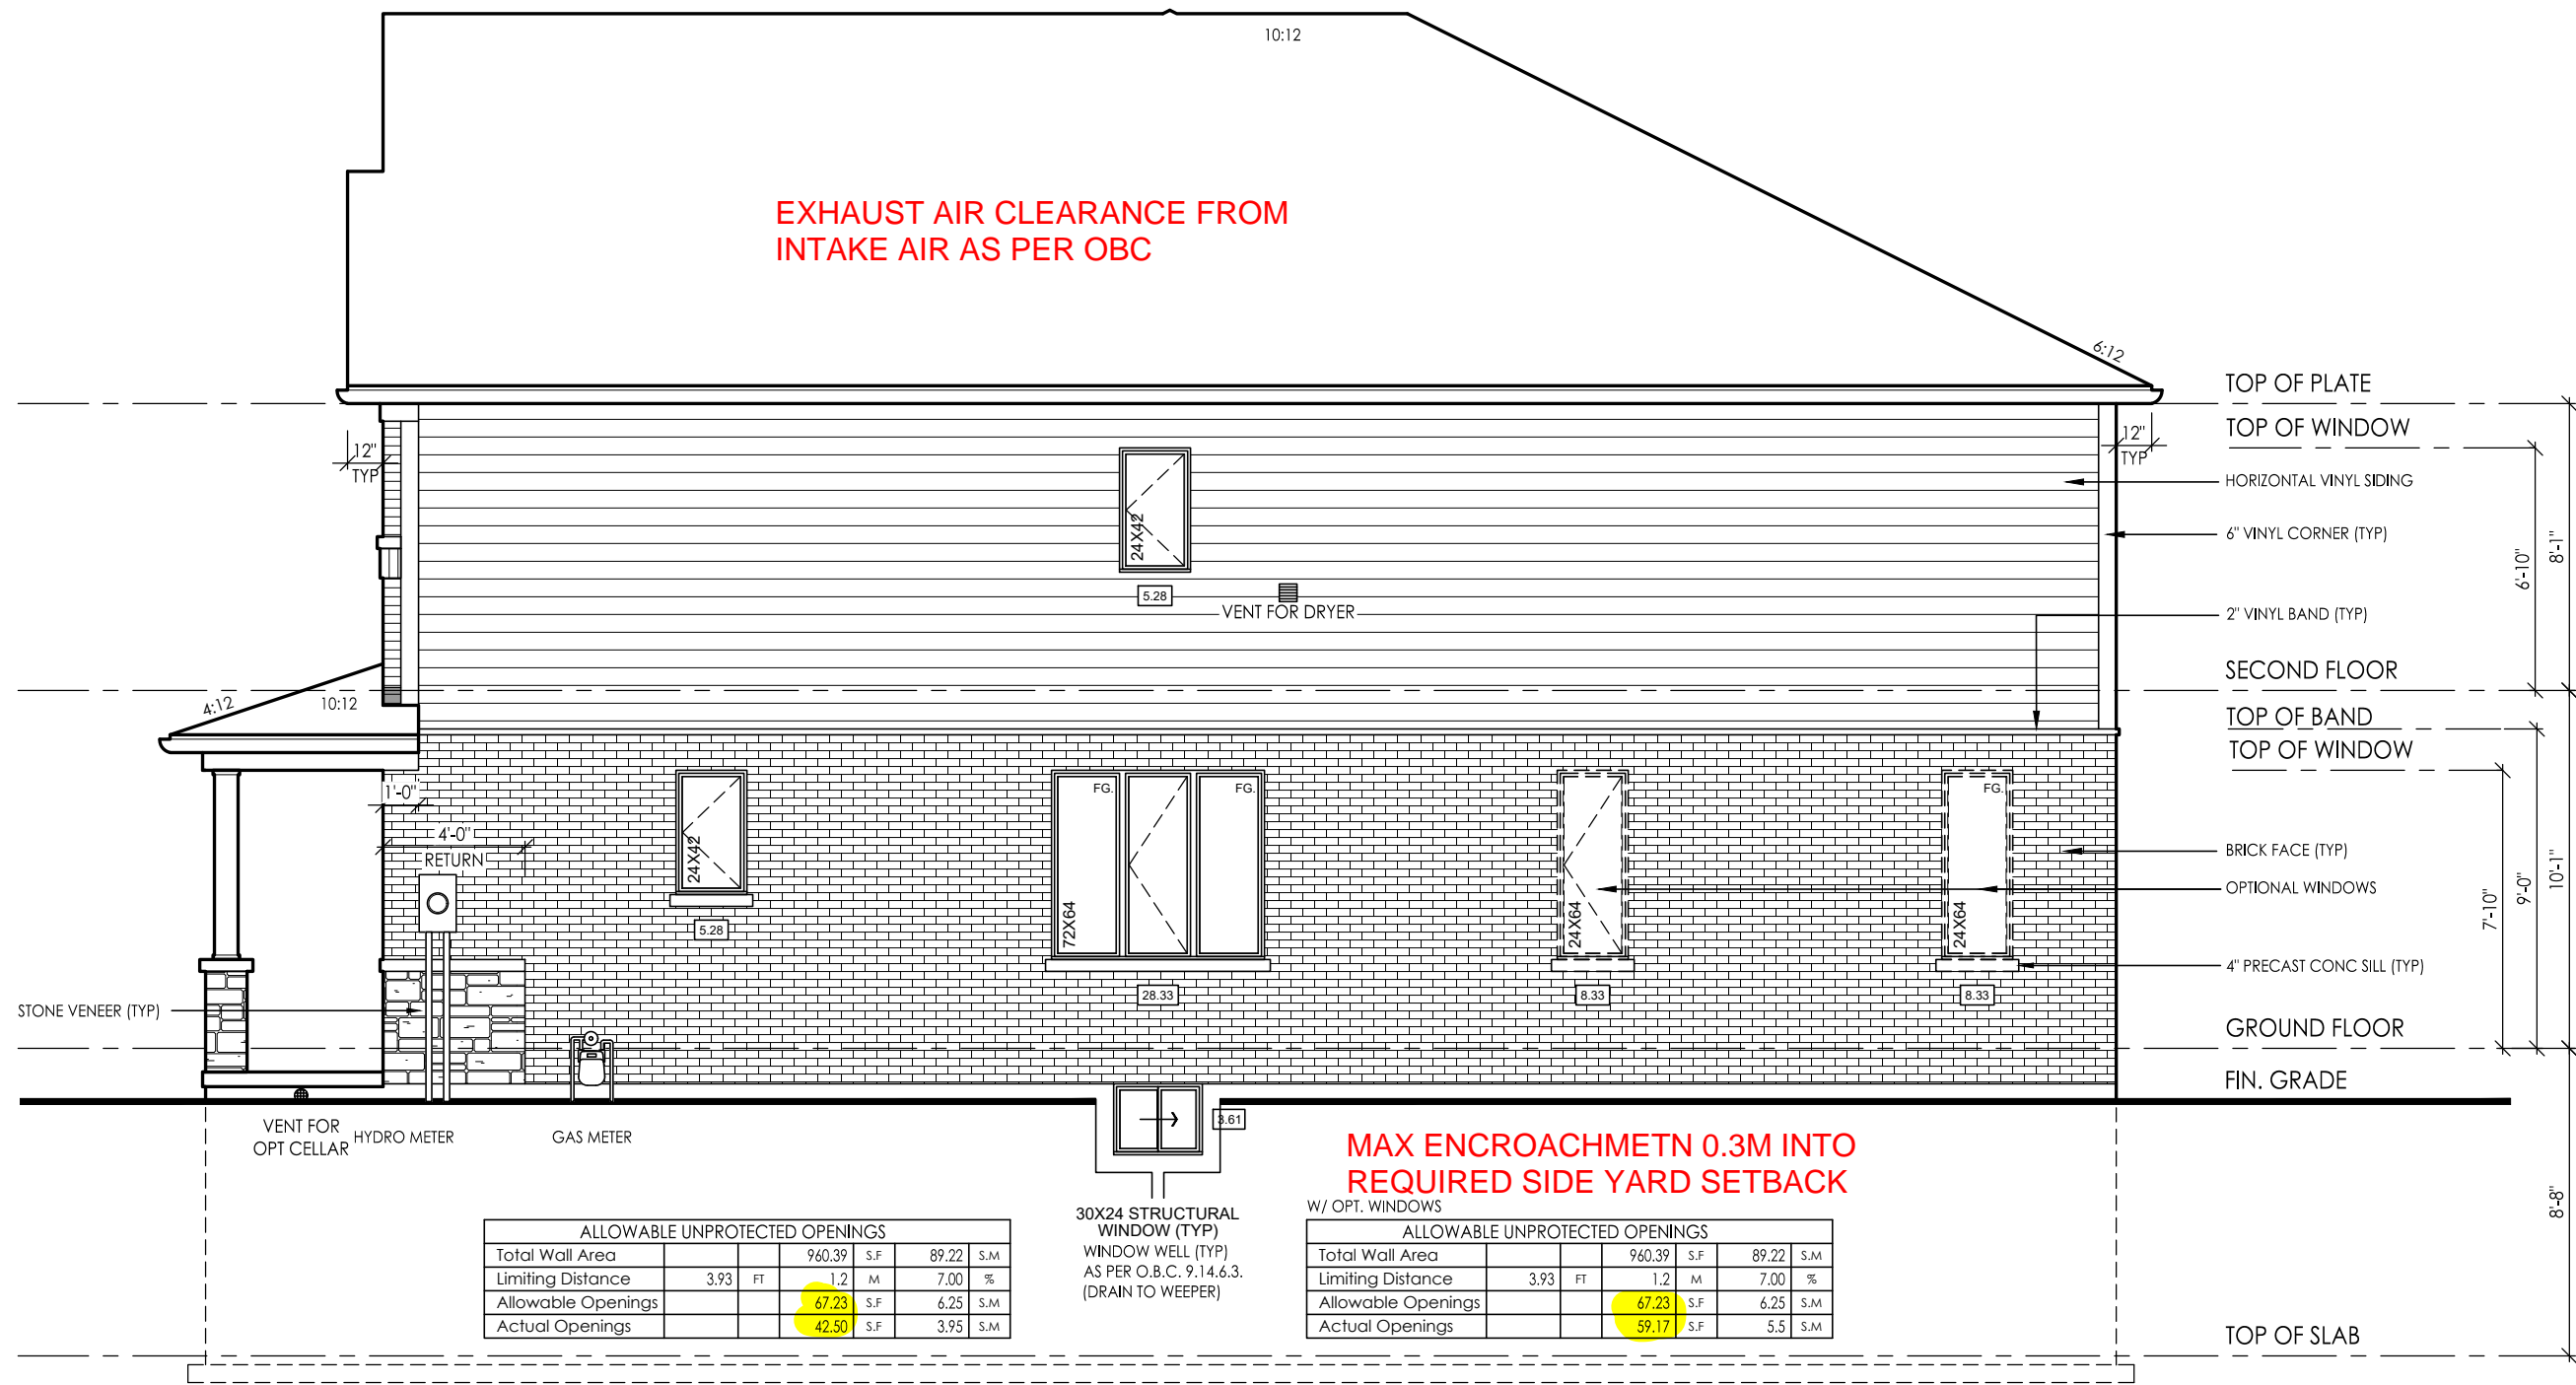 10:12
EXHAUST AIR CLEARANCE FROM
INTAKE AIR AS PER OBC
6:12
TOP OF PLATE
TOP OF WINDOW
12"
TYP
12"
TYP
HORIZONTAL VINYL SIDING
24X42
6" VINYL CORNER (TYP)
6'-10"
8'-1"
5.28
VENT FOR DRYER
2" VINYL BAND (TYP)
SECOND FLOOR
4:12
10:12
TOP OF BAND
TOP OF WINDOW
1'-0"
4'-0"
RETURN
24X42
5.28
FG.
FG.
72X64
28.33
24X64
8.33
FG.
24X64
8.33
BRICK FACE (TYP)
OPTIONAL WINDOWS
7'-10"
9'-0"
10'-1"
4" PRECAST CONC SILL (TYP)
STONE VENEER (TYP)
GROUND FLOOR
FIN. GRADE
VENT FOR
OPT CELLAR
HYDRO METER
GAS METER
3.61
MAX ENCROACHMETN 0.3M INTO
REQUIRED SIDE YARD SETBACK
8'-8"
30X24 STRUCTURAL
WINDOW (TYP)
WINDOW WELL (TYP)
AS PER O.B.C. 9.14.6.3.
(DRAIN TO WEEPER)
ALLOWABLE UNPROTECTED OPENINGS
Total Wall Area 960.39 S.F 89.22 S.M
Limiting Distance 3.93 FT 1.2 M 7.00 %
Allowable Openings 67.23 S.F 6.25 S.M
Actual Openings 42.50 S.F 3.95 S.M
W/ OPT. WINDOWS
ALLOWABLE UNPROTECTED OPENINGS
Total Wall Area 960.39 S.F 89.22 S.M
Limiting Distance 3.93 FT 1.2 M 7.00 %
Allowable Openings 67.23 S.F 6.25 S.M
Actual Openings 59.17 S.F 5.5 S.M
TOP OF SLAB